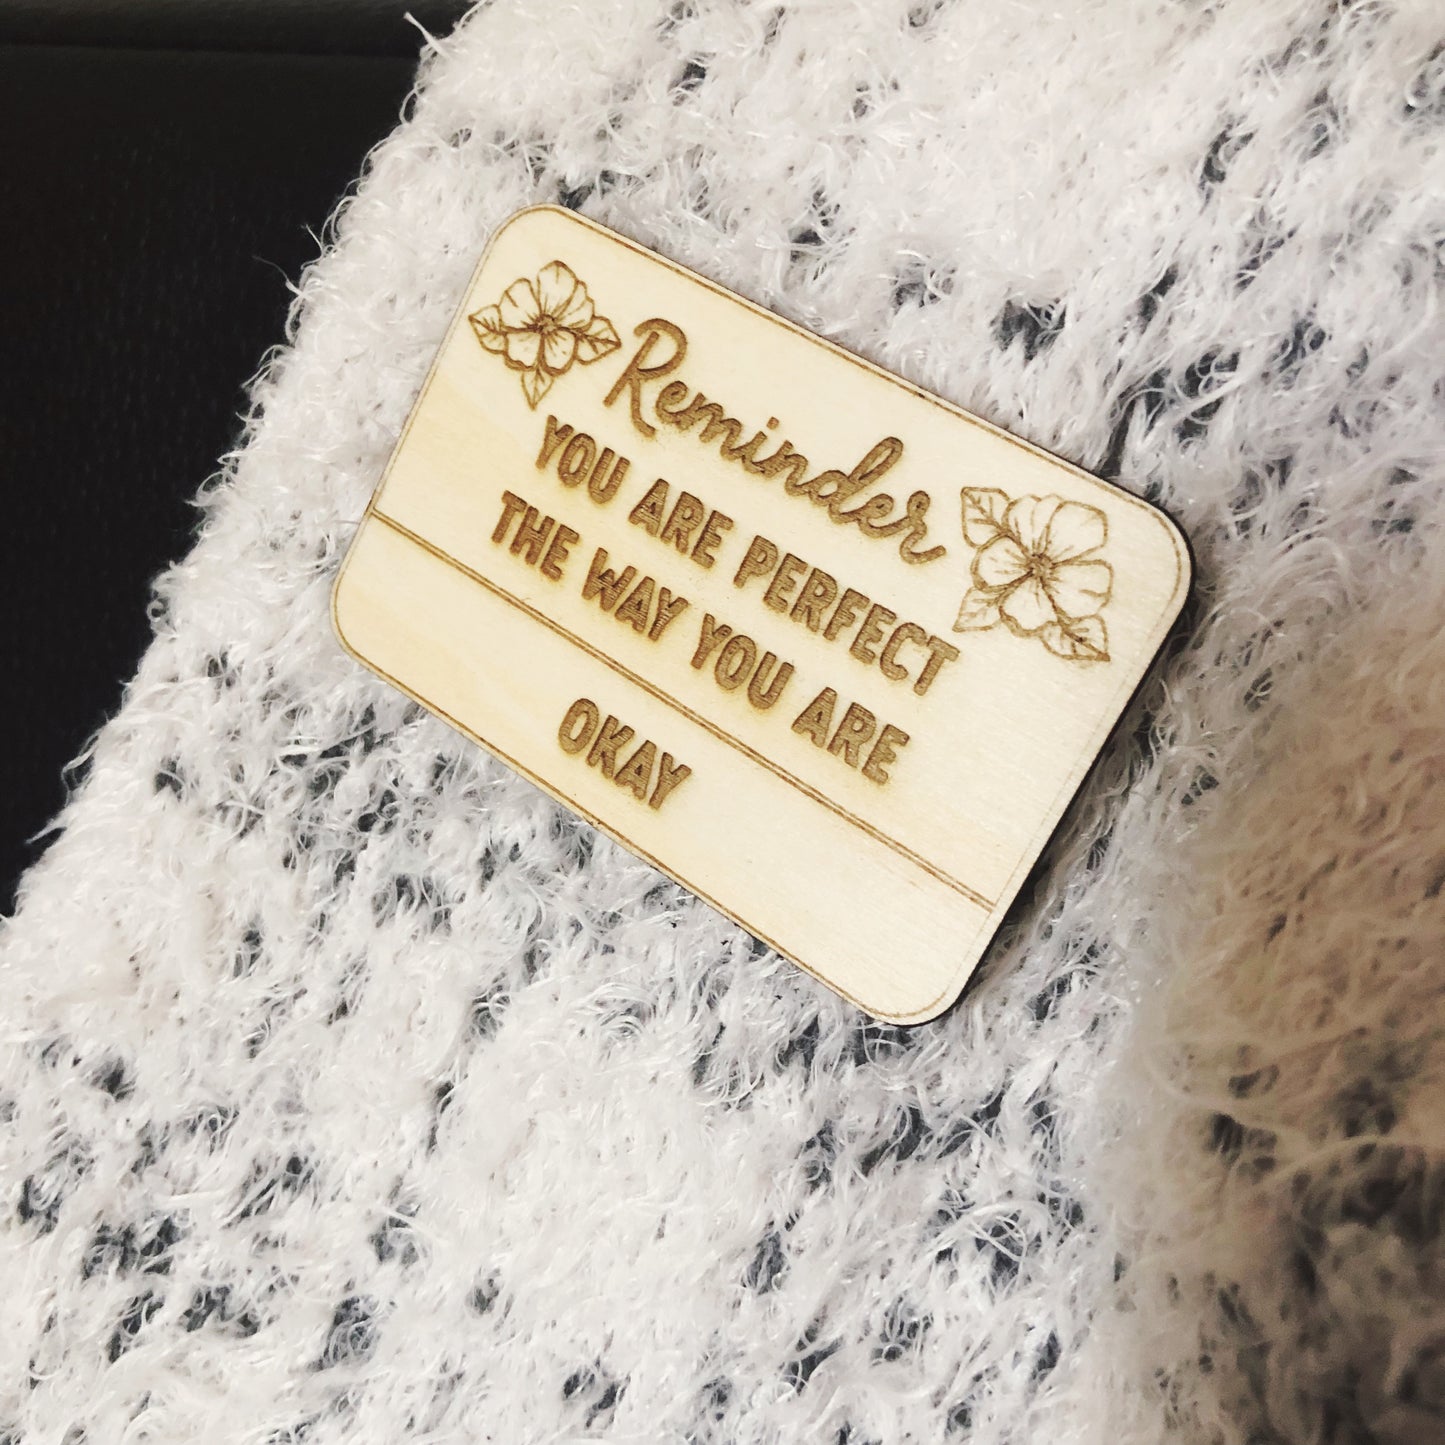 Reminder
YOU ARE PERFECT
THE WAY YOU ARE
OKAY